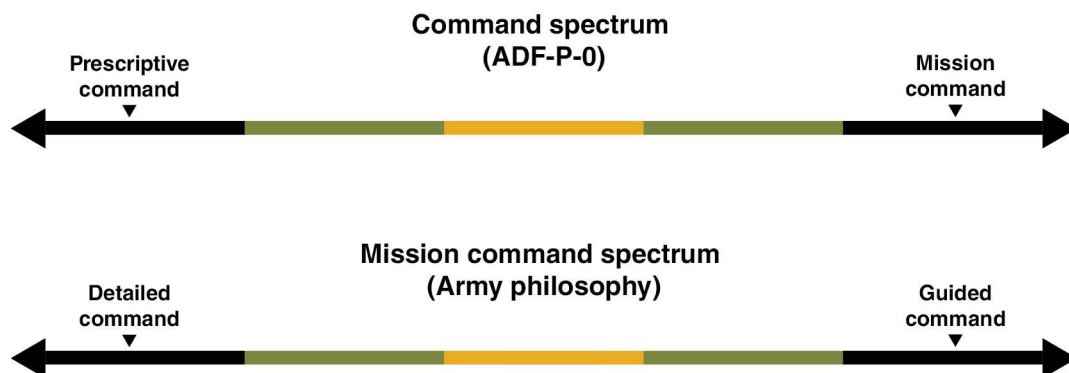 Command spectrum
(ADF-P-0)
Prescriptive
command
Mission
command
Mission command spectrum
(Army philosophy)
Detailed
command
Guided
command